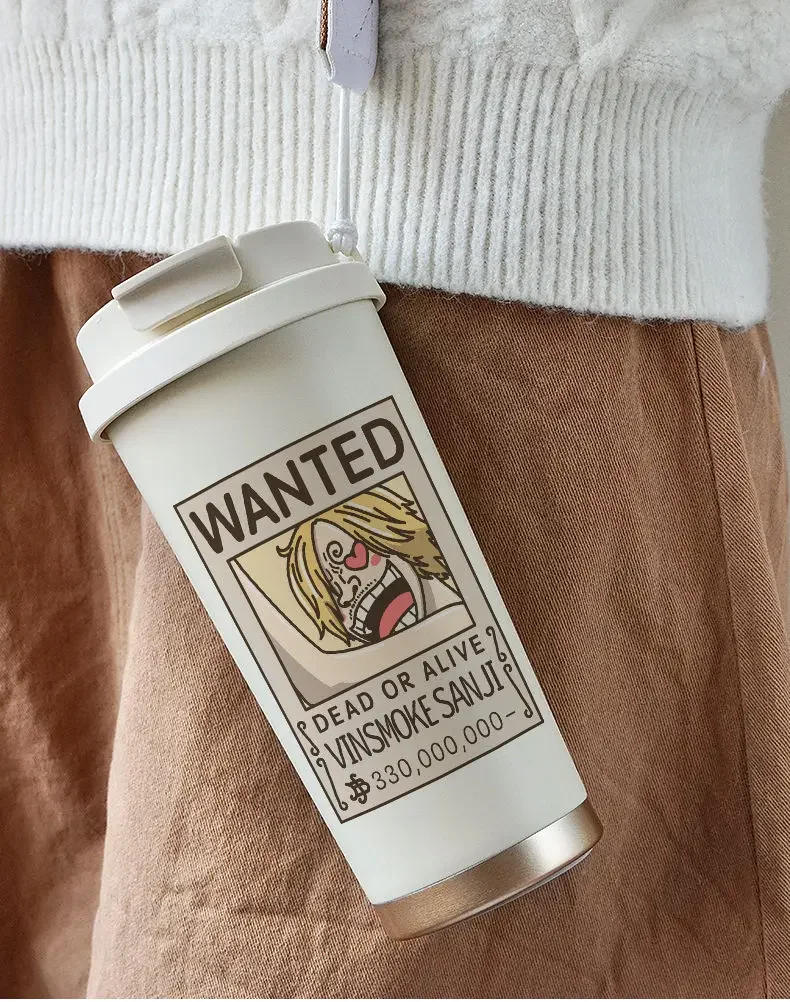 WANTED
DEAD OR ALIVE
VINSMOKE SANJI
330,000,000-